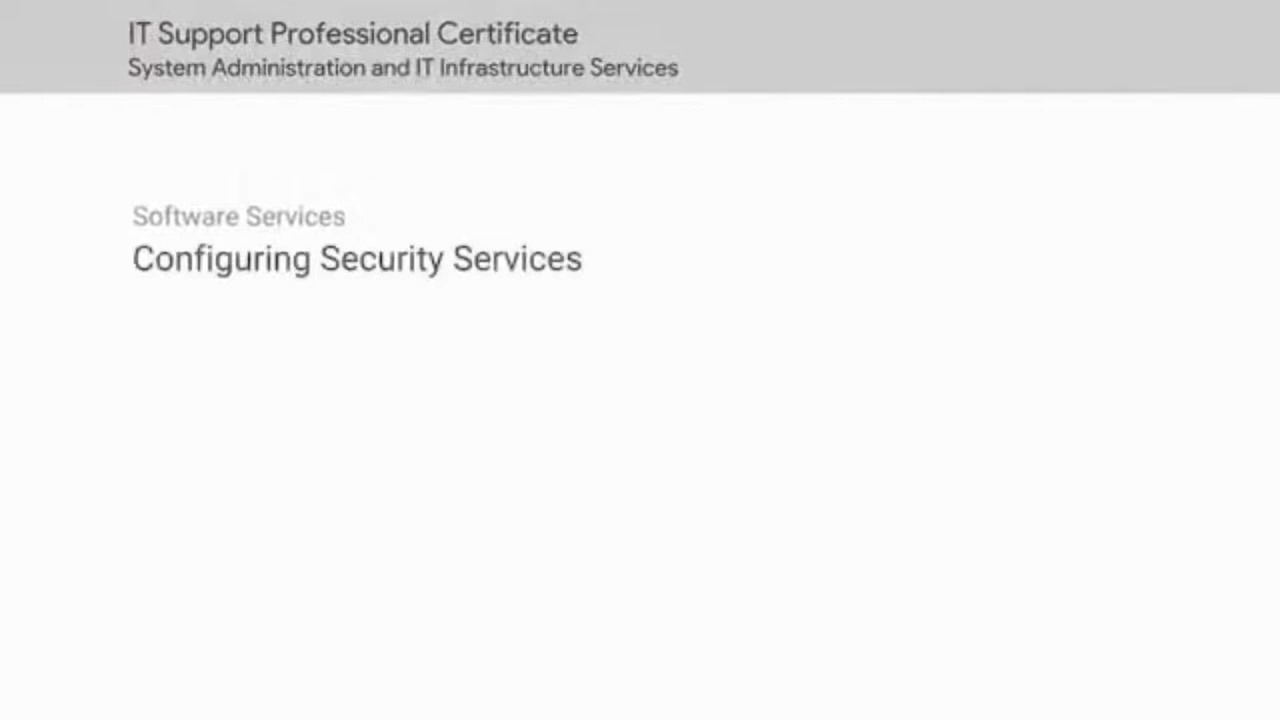 IT Support Professional Certificate
System Administration and IT Infrastructure Services
Software Services
Configuring Security Services